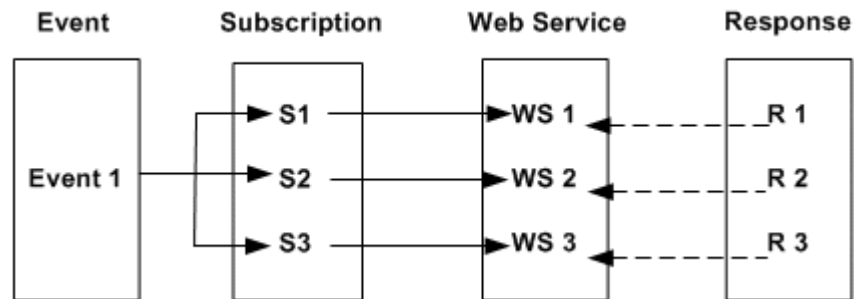 Event Subscription Web Service Response
S1 WS 1 R 1
Event 1 S2 WS 2 R 2
S3 WS 3 R 3